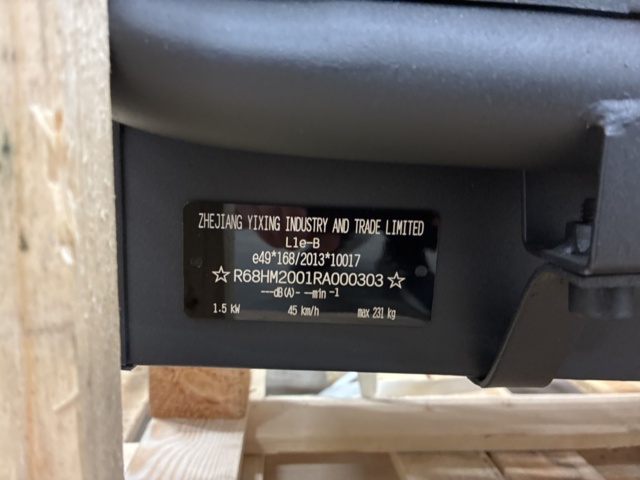 ZHEJIANG YIXING INDUSTRY AND TRADE LIMITED
L1e-B
e49*168/2013*10017
☆R68HM2001RA000303☆
---dB(A)- --min -1
1.5 kW 45 km/h max 231 kg